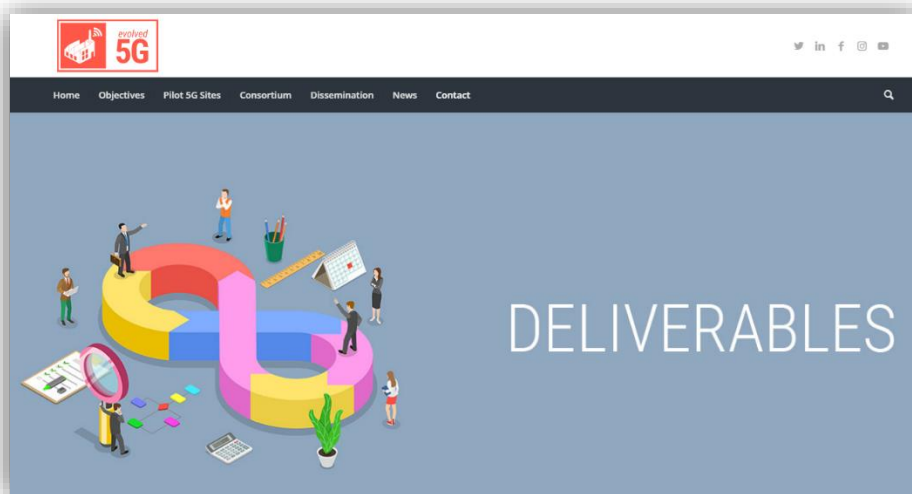 evolved
5G
Home Objectives Pilot 5G Sites Consortium Dissemination News Contact
DELIVERABLES